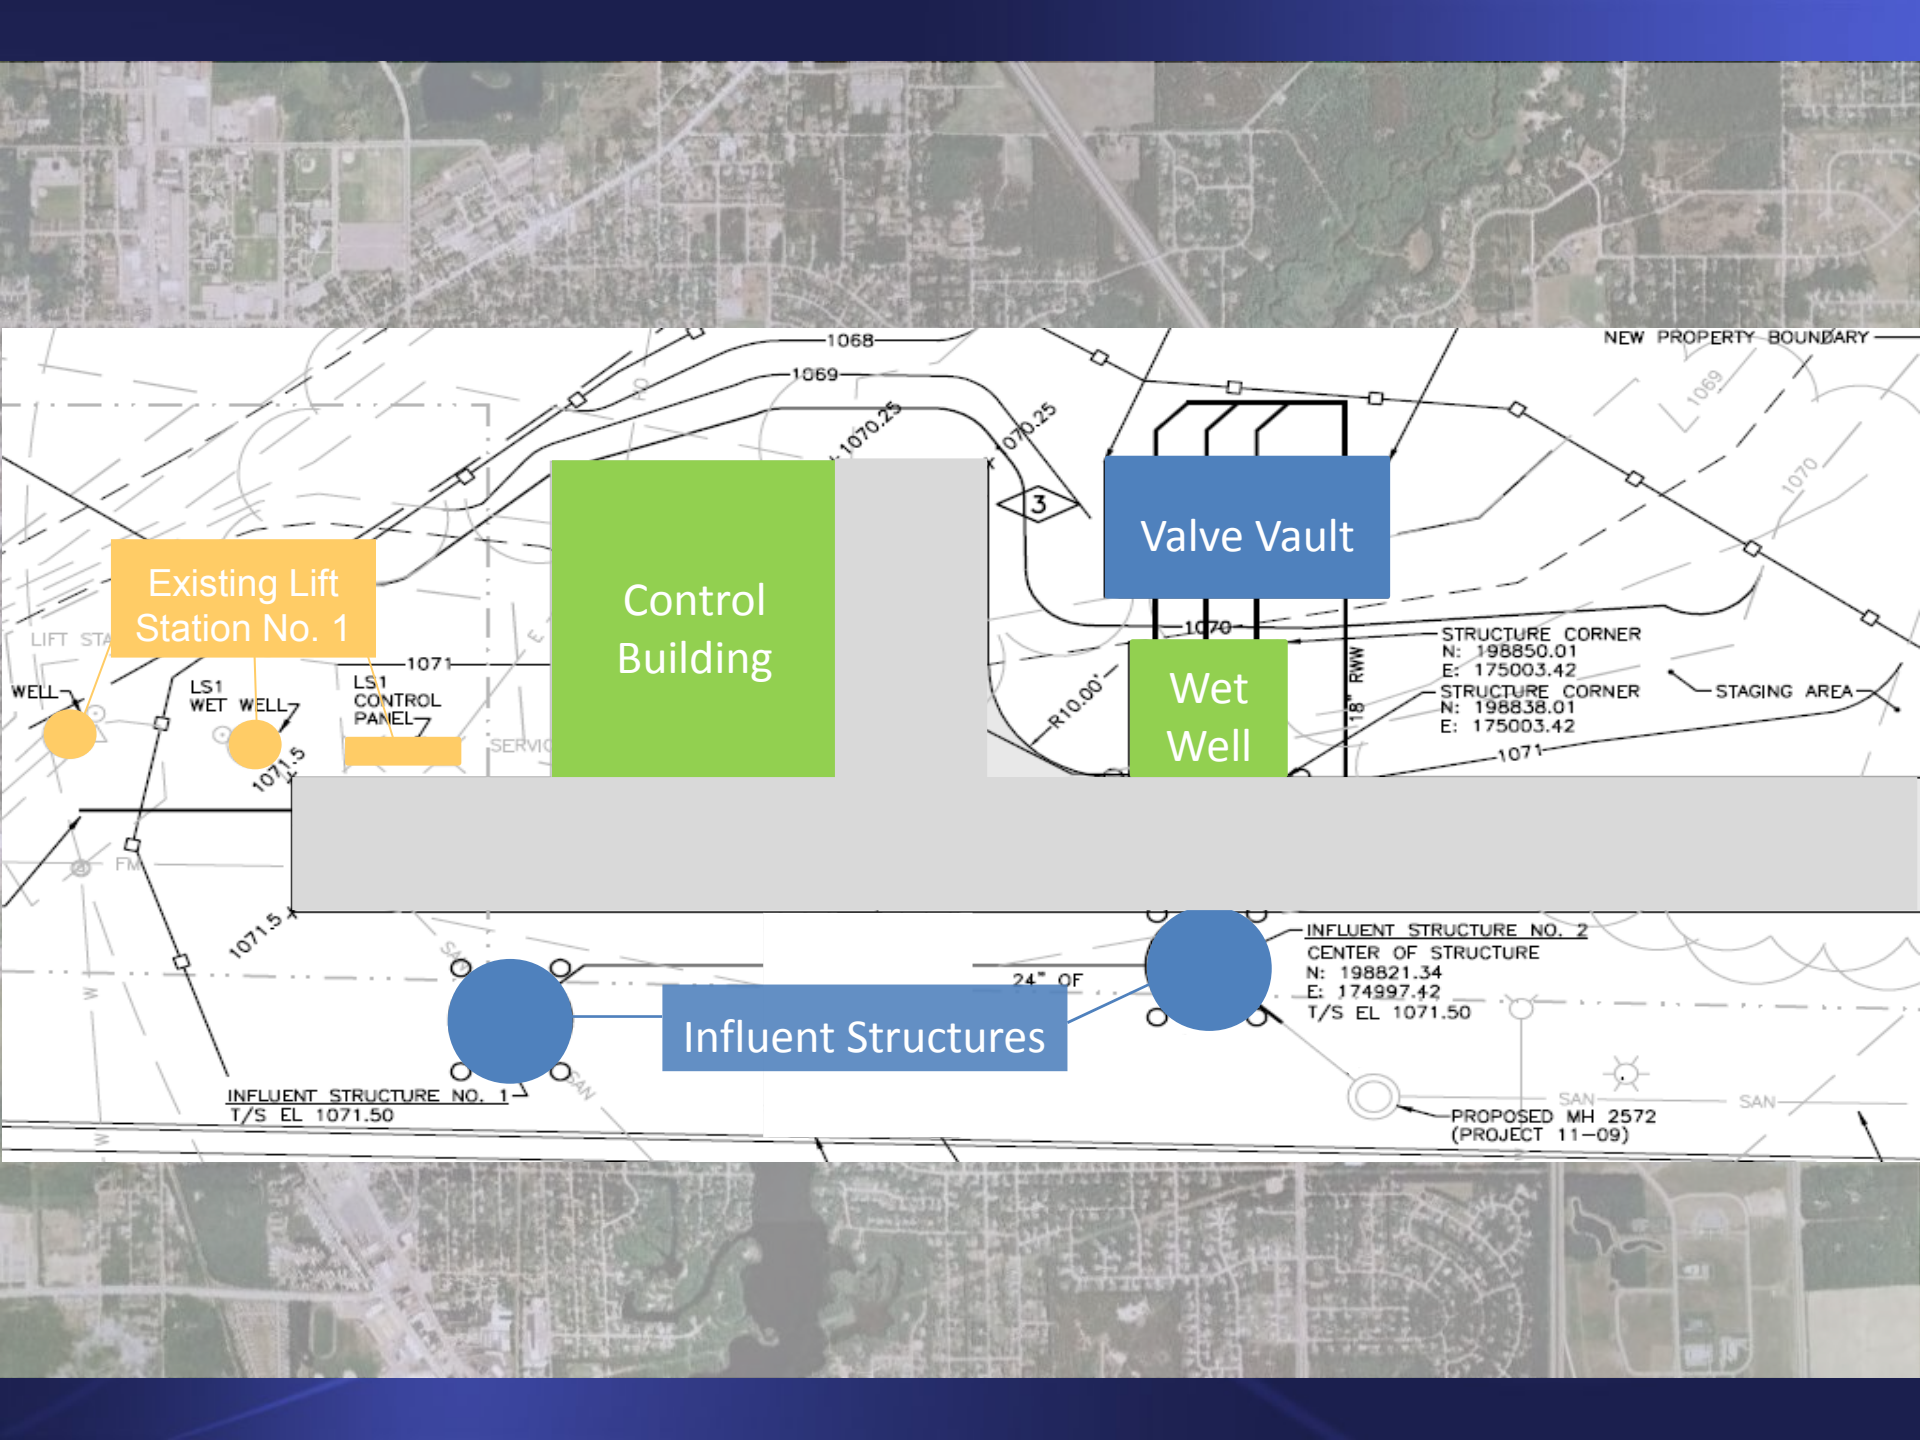 NEW PROPERTY BOUNDARY
1068
1069
1069
FO
1070.25
1070.25
3
1070
Valve Vault
Existing Lift
Station No. 1
Control
Building
LIFT STA
E
1071
1070
STRUCTURE CORNER
N: 198850.01
E: 175003.42
STRUCTURE CORNER
N: 198838.01
E: 175003.42
STAGING AREA
WELL
LS1
WET WELL
LS1
CONTROL
PANEL
Wet
Well
R10.00'
18" RWW
SERVIC
1071.5
1071
FM
1071.5
SAN
W
INFLUENT STRUCTURE NO. 2
CENTER OF STRUCTURE
N: 198821.34
E: 174997.42
T/S EL 1071.50
24" OF
Influent Structures
SAN
INFLUENT STRUCTURE NO. 1
T/S EL 1071.50
SAN
SAN
PROPOSED MH 2572
(PROJECT 11-09)
W